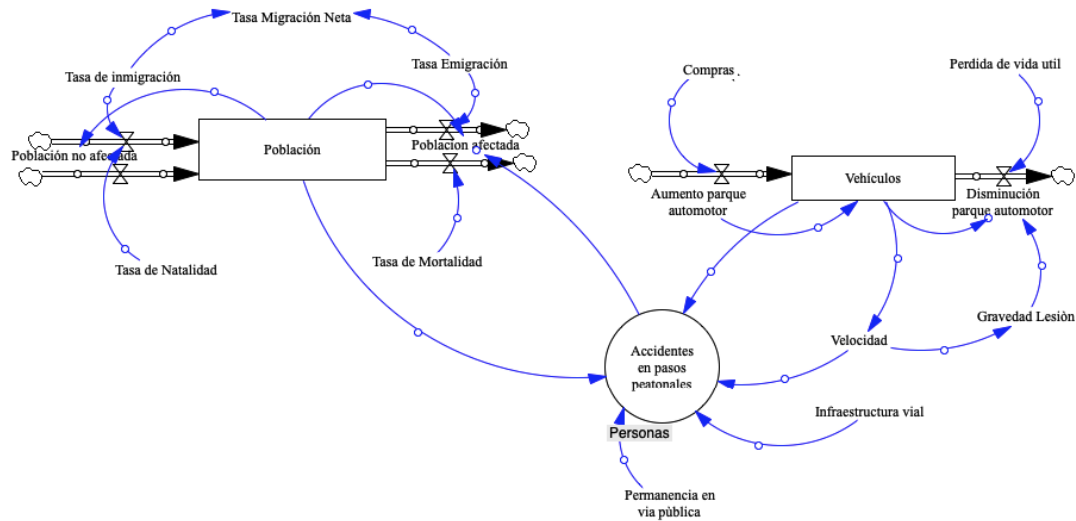 Tasa Migración Neta
Tasa de inmigración
Tasa Emigración
Compras .
Perdida de vida util
Población no afectada
Población
Poblacion afectada
Vehículos
Aumento parque
automotor
Disminución
parque automotor
Tasa de Natalidad
Tasa de Mortalidad
Gravedad Lesiòn
Velocidad
Accidentes
en pasos
peatonales
Infraestructura vial
Personas
Permanencia en
via pùblica